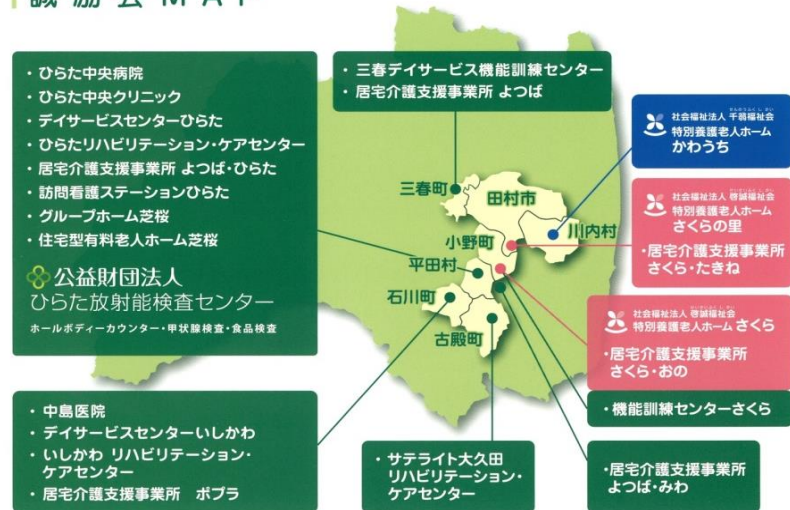 誠励会MAP
・ひらた中央病院
・ひらた中央クリニック
・デイサービスセンターひらた
・ひらたリハビリテーション・ケアセンター
・居宅介護支援事業所 よつば・ひらた
・訪問看護ステーションひらた
・グループホーム芝桜
・住宅型有料老人ホーム芝桜
公益財団法人
ひらた放射能検査センター
ホールボディーカウンター・甲状腺検査・食品検査
・三春デイサービス機能訓練センター
・居宅介護支援事業所 よつば
社会福祉法人 千翁福祉会
特別養護老人ホーム
かわうち
社会福祉法人 啓誠福祉会
特別養護老人ホーム
さくらの里
・居宅介護支援事業所
さくら・たきね
社会福祉法人 啓誠福祉会
特別養護老人ホーム さくら
・居宅介護支援事業所
さくら・おの
・機能訓練センターさくら
・居宅介護支援事業所
よつば・みわ
三春町
田村市
小野町
川内村
平田村
石川町
古殿町
・中島医院
・デイサービスセンターいしかわ
・いしかわ リハビリテーション・
ケアセンター
・居宅介護支援事業所 ポプラ
・サテライト大久田
リハビリテーション・
ケアセンター